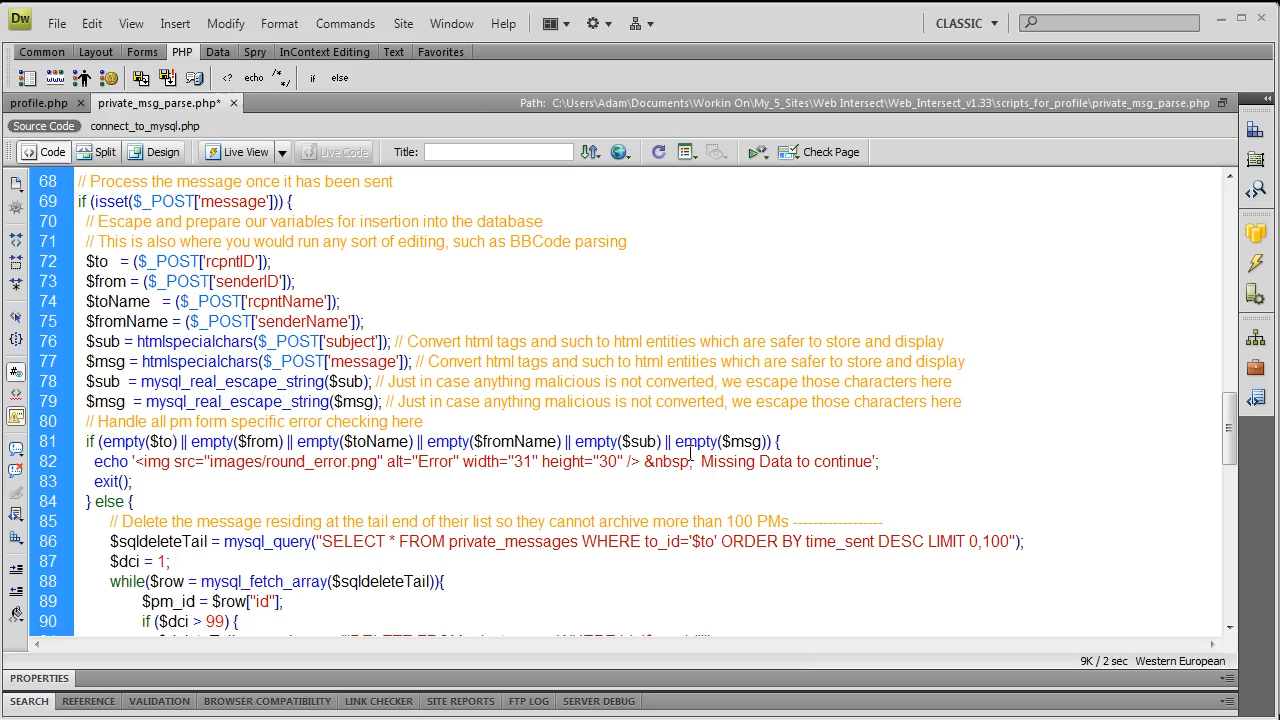 Dw File Edit View Insert Modify Format Commands Site Window Help CLASSIC
Common Layout Forms PHP Data Spry InContext Editing Text Favorites
<? echo /*_*/ if else
profile.php private_msg_parse.php* Path: C:\Users\Adam\Documents\Workin On\My_5_Sites\Web Intersect\Web_Intersect_v1.33\scripts_for_profile\private_msg_parse.php
Source Code connect_to_mysql.php
Code Split Design Live View Live Code Title: Check Page
68 // Process the message once it has been sent
69 if (isset($_POST['message'])) {
70 // Escape and prepare our variables for insertion into the database
71 // This is also where you would run any sort of editing, such as BBCode parsing
72 $to = ($_POST['rcpntID']);
73 $from = ($_POST['senderID']);
74 $toName = ($_POST['rcpntName']);
75 $fromName = ($_POST['senderName']);
76 $sub = htmlspecialchars($_POST['subject']); // Convert html tags and such to html entities which are safer to store and display
77 $msg = htmlspecialchars($_POST['message']); // Convert html tags and such to html entities which are safer to store and display
78 $sub = mysql_real_escape_string($sub); // Just in case anything malicious is not converted, we escape those characters here
79 $msg = mysql_real_escape_string($msg); // Just in case anything malicious is not converted, we escape those characters here
80 // Handle all pm form specific error checking here
81 if (empty($to) || empty($from) || empty($toName) || empty($fromName) || empty($sub) || empty($msg)) {
82 echo '<img src="images/round_error.png" alt="Error" width="31" height="30" /> &nbsp; Missing Data to continue';
83 exit();
84 } else {
85 // Delete the message residing at the tail end of their list so they cannot archive more than 100 PMs ------------------
86 $sqldeleteTail = mysql_query("SELECT * FROM private_messages WHERE to_id='$to' ORDER BY time_sent DESC LIMIT 0,100");
87 $dci = 1;
88 while($row = mysql_fetch_array($sqldeleteTail)){
89 $pm_id = $row["id"];
90 if ($dci > 99) {
9K / 2 sec Western European
PROPERTIES
SEARCH REFERENCE VALIDATION BROWSER COMPATIBILITY LINK CHECKER SITE REPORTS FTP LOG SERVER DEBUG